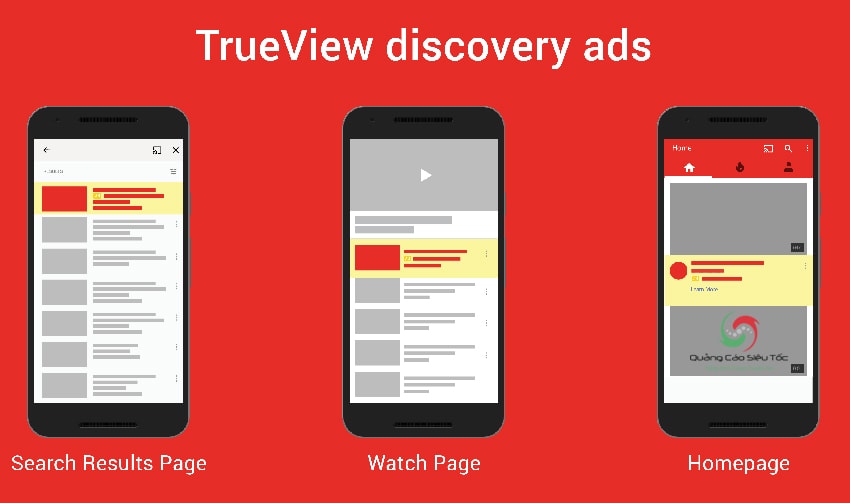 TrueView discovery ads
Home
Learn More
Quảng Cáo Siêu Tốc
Search Results Page
Watch Page
Homepage